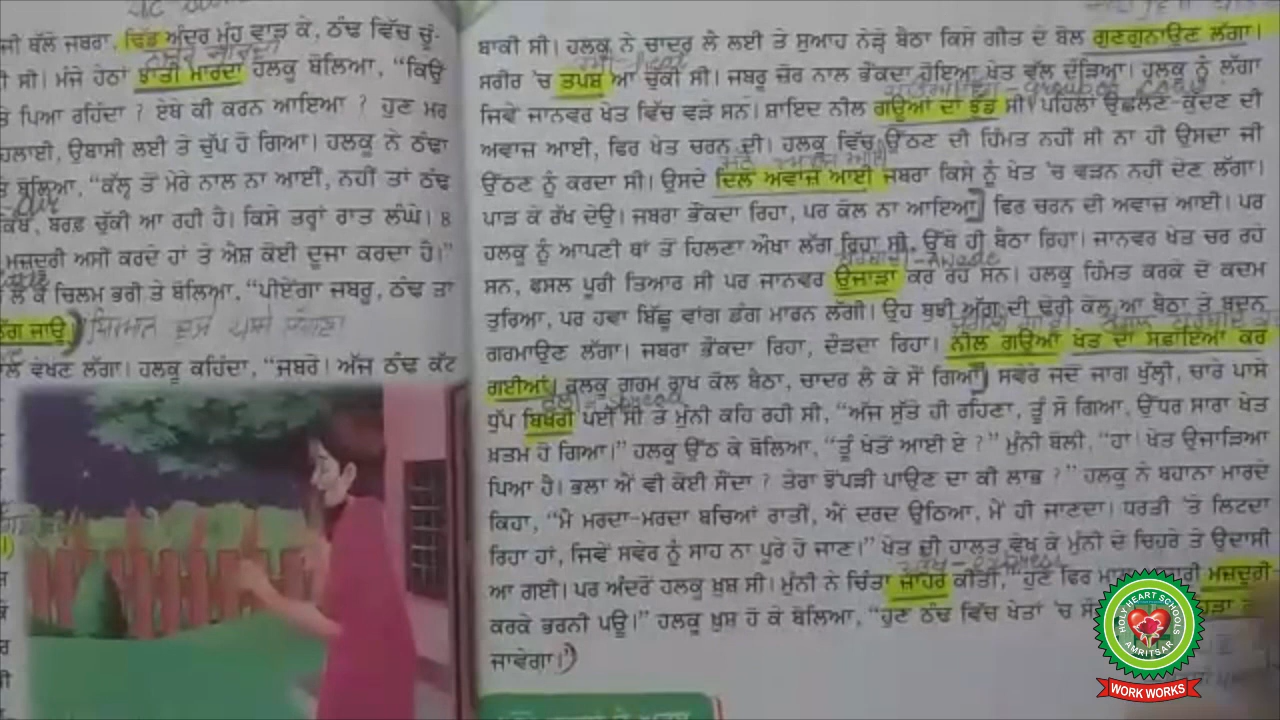 ਜੀ ਥੱਲੇ ਜਬਰਾ, ਢਿੱਡ ਅੰਦਰ ਮੂੰਹ ਵਾੜ ਕੇ, ਠੰਢ ਵਿੱਚ ਚੂੰ-
ਸੀ। ਮੰਜੇ ਹੇਠਾਂ ਝਾਤੀ ਮਾਰਦਾ ਹਲਕੂ ਬੋਲਿਆ, “ਕਿਉਂ
ਪਿਆ ਰਹਿੰਦਾ ? ਏਥੇ ਕੀ ਕਰਨ ਆਇਆ ? ਹੁਣ ਮਰ
ਹਲਾਈ, ਉਬਾਸੀ ਲਈ ਤੇ ਚੁੱਪ ਹੋ ਗਿਆ। ਹਲਕੂ ਨੇ ਠੰਢਾ
ਬੋਲਿਆ, “ਕੱਲ੍ਹ ਤੋਂ ਮੇਰੇ ਨਾਲ ਨਾ ਆਈਂ, ਨਹੀਂ ਤਾਂ ਠੰਢ
ਬਰਫ਼ ਚੁੱਕੀ ਆ ਰਹੀ ਹੈ। ਕਿਸੇ ਤਰ੍ਹਾਂ ਰਾਤ ਲੰਘੇ। 8
ਮਜ਼ਦੂਰੀ ਅਸੀਂ ਕਰਦੇ ਹਾਂ ਤੇ ਐਸ਼ ਕੋਈ ਦੂਜਾ ਕਰਦਾ ਹੈ।”
ਲੈ ਕੇ ਚਿਲਮ ਭਰੀ ਤੇ ਬੋਲਿਆ, “ਪੀਏਂਗਾ ਜਬਰੂ, ਠੰਢ ਤਾਂ
ਲੱਗ ਜਾਊ
ਵੇਖਣ ਲੱਗਾ। ਹਲਕੂ ਕਹਿੰਦਾ, “ਜਬਰੇ। ਅੱਜ ਠੰਢ ਕੱਟ
ਬਾਕੀ ਸੀ। ਹਲਕੂ ਨੇ ਚਾਦਰ ਲੈ ਲਈ ਤੇ ਸੁਆਹ ਨੇੜੇ ਬੈਠਾ ਕਿਸੇ ਗੀਤ ਦੇ ਬੋਲ ਗੁਣਗੁਨਾਉਣ ਲੱਗਾ।
ਸਰੀਰ 'ਚ ਤਪਸ਼ ਆ ਚੁੱਕੀ ਸੀ। ਜਬਰੂ ਜ਼ੋਰ ਨਾਲ ਭੌਂਕਦਾ ਹੋਇਆ ਖੇਤ ਵੱਲ ਦੌੜਿਆ। ਹਲਕੂ ਨੂੰ ਲੱਗਾ
ਜਿਵੇਂ ਜਾਨਵਰ ਖੇਤ ਵਿੱਚ ਵੜੇ ਸਨ। ਸ਼ਾਇਦ ਨੀਲ ਗਊਆਂ ਦਾ ਝੁੰਡ ਸੀ। ਪਹਿਲਾਂ ਉਛਲਣ-ਕੁੱਦਣ ਦੀ
ਅਵਾਜ਼ ਆਈ, ਫਿਰ ਖੇਤ ਚਰਨ ਦੀ। ਹਲਕੂ ਵਿੱਚ ਉੱਠਣ ਦੀ ਹਿੰਮਤ ਨਹੀਂ ਸੀ ਨਾ ਹੀ ਉਸਦਾ ਜੀ
ਉੱਠਣ ਨੂੰ ਕਰਦਾ ਸੀ। ਉਸਦੇ ਦਿਲੋਂ ਅਵਾਜ਼ ਆਈ ਜਬਰਾ ਕਿਸੇ ਨੂੰ ਖੇਤ 'ਚ ਵੜਨ ਨਹੀਂ ਦੇਣ ਲੱਗਾ।
ਪਾੜ ਕੇ ਰੱਖ ਦੇਊ। ਜਬਰਾ ਭੌਂਕਦਾ ਰਿਹਾ, ਪਰ ਕੋਲ ਨਾ ਆਇਆ। ਫਿਰ ਚਰਨ ਦੀ ਅਵਾਜ਼ ਆਈ। ਪਰ
ਹਲਕੂ ਨੂੰ ਆਪਣੀ ਥਾਂ ਤੋਂ ਹਿਲਣਾ ਔਖਾ ਲੱਗ ਰਿਹਾ ਸੀ, ਉੱਥੇ ਹੀ ਬੈਠਾ ਰਿਹਾ। ਜਾਨਵਰ ਖੇਤ ਚਰ ਰਹੇ
ਸਨ, ਫਸਲ ਪੂਰੀ ਤਿਆਰ ਸੀ ਪਰ ਜਾਨਵਰ ਉਜਾੜਾ ਕਰ ਰਹੇ ਸਨ। ਹਲਕੂ ਹਿੰਮਤ ਕਰਕੇ ਦੋ ਕਦਮ
ਤੁਰਿਆ, ਪਰ ਹਵਾ ਬਿੱਛੂ ਵਾਂਗ ਡੰਗ ਮਾਰਨ ਲੱਗੀ। ਉਹ ਬੁਝੀ ਅੱਗ ਦੀ ਢੇਰੀ ਕੋਲ ਆ ਬੈਠਾ ਤੇ ਬਦਨ
ਗਰਮਾਉਣ ਲੱਗਾ। ਜਬਰਾ ਭੌਂਕਦਾ ਰਿਹਾ, ਦੌੜਦਾ ਰਿਹਾ। ਨੀਲ ਗਊਆਂ ਖੇਤ ਦਾ ਸਫ਼ਾਇਆ ਕਰ
ਗਈਆਂ। ਹਲਕੂ ਗਰਮ ਰਾਖ ਕੋਲ ਬੈਠਾ, ਚਾਦਰ ਲੈ ਕੇ ਸੌਂ ਗਿਆ। ਸਵੇਰੇ ਜਦੋਂ ਜਾਗ ਖੁੱਲ੍ਹੀ, ਚਾਰੇ ਪਾਸੇ
ਧੁੱਪ ਬਿਖਰੀ ਪਈ ਸੀ ਤੇ ਮੁੰਨੀ ਕਹਿ ਰਹੀ ਸੀ, “ਅੱਜ ਸੁੱਤੇ ਹੀ ਰਹਿਣਾ, ਤੂੰ ਸੌਂ ਗਿਆ, ਉੱਧਰ ਸਾਰਾ ਖੇਤ
ਖ਼ਤਮ ਹੋ ਗਿਆ।” ਹਲਕੂ ਉੱਠ ਕੇ ਬੋਲਿਆ, “ਤੂੰ ਖੇਤੋਂ ਆਈ ਏਂ ?” ਮੁੰਨੀ ਬੋਲੀ, “ਹਾਂ। ਖੇਤ ਉਜਾੜਿਆ
ਪਿਆ ਹੈ। ਭਲਾ ਐਂ ਵੀ ਕੋਈ ਸੌਂਦਾ ? ਤੇਰਾ ਝੌਂਪੜੀ ਪਾਉਣ ਦਾ ਕੀ ਲਾਭ ?” ਹਲਕੂ ਨੇ ਬਹਾਨਾ ਮਾਰਦੇ
ਕਿਹਾ, “ਮੈਂ ਮਰਦਾ-ਮਰਦਾ ਬਚਿਆਂ ਰਾਤੀਂ, ਐਂ ਦਰਦ ਉਠਿਆ, ਮੈਂ ਹੀ ਜਾਣਦਾ। ਧਰਤੀ 'ਤੇ ਲਿਟਦਾ
ਰਿਹਾ ਹਾਂ, ਜਿਵੇਂ ਸਵੇਰ ਨੂੰ ਸਾਹ ਨਾ ਪੂਰੇ ਹੋ ਜਾਣ।” ਖੇਤ ਦੀ ਹਾਲਤ ਵੇਖ ਕੇ ਮੁੰਨੀ ਦੇ ਚਿਹਰੇ ਤੇ ਉਦਾਸੀ
ਆ ਗਈ। ਪਰ ਅੰਦਰੋਂ ਹਲਕੂ ਖ਼ੁਸ਼ ਸੀ। ਮੁੰਨੀ ਨੇ ਚਿੰਤਾ ਜ਼ਾਹਰ ਕੀਤੀ, “ਹੁਣ ਫਿਰ ਮਜ਼ਦੂਰੀ
ਕਰਕੇ ਭਰਨੀ ਪਊ।” ਹਲਕੂ ਖ਼ੁਸ਼ ਹੋ ਕੇ ਬੋਲਿਆ, “ਹੁਣ ਠੰਢ ਵਿੱਚ ਖੇਤਾਂ 'ਚ
ਜਾਵੇਗਾ।”
HOLY HEART SCHOOLS
AMRITSAR
WORK WORKS